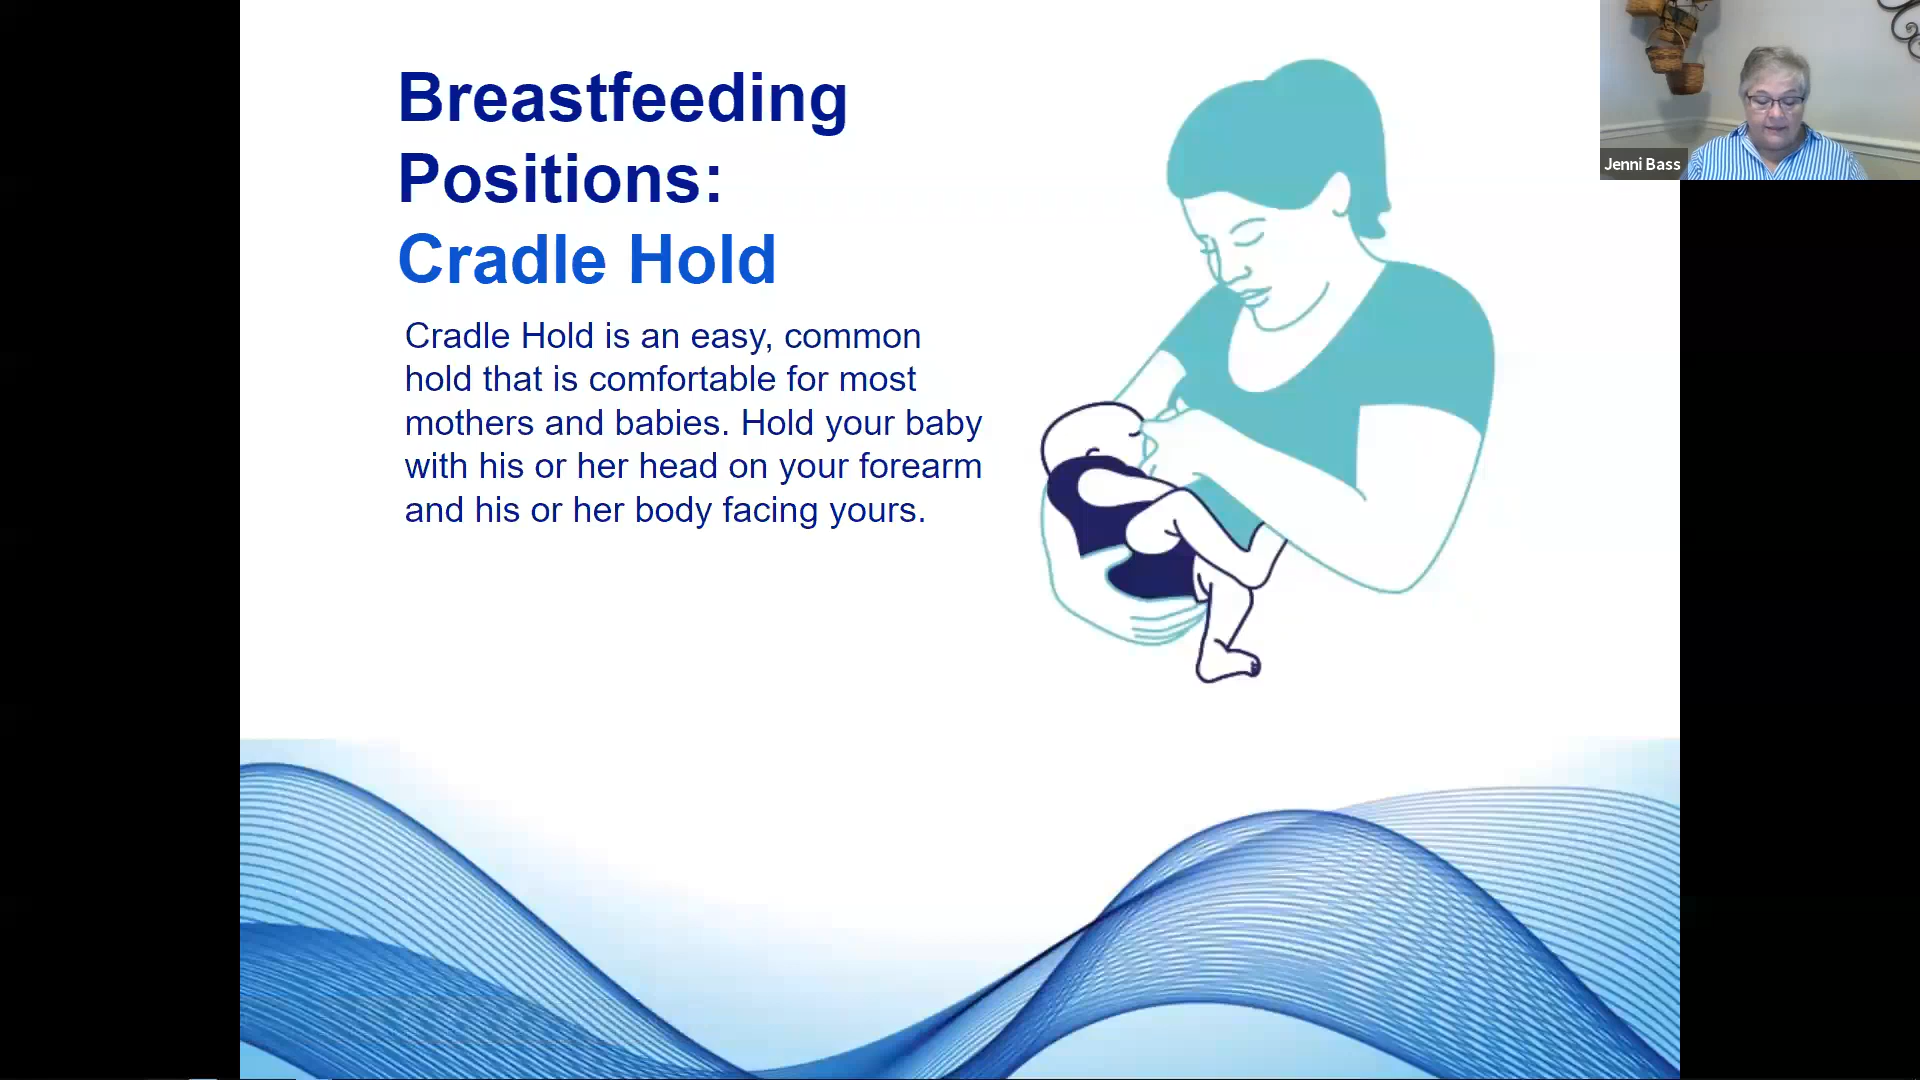 Breastfeeding
Positions:
Cradle Hold
Cradle Hold is an easy, common
hold that is comfortable for most
mothers and babies. Hold your baby
with his or her head on your forearm
and his or her body facing yours.
Jenni Bass